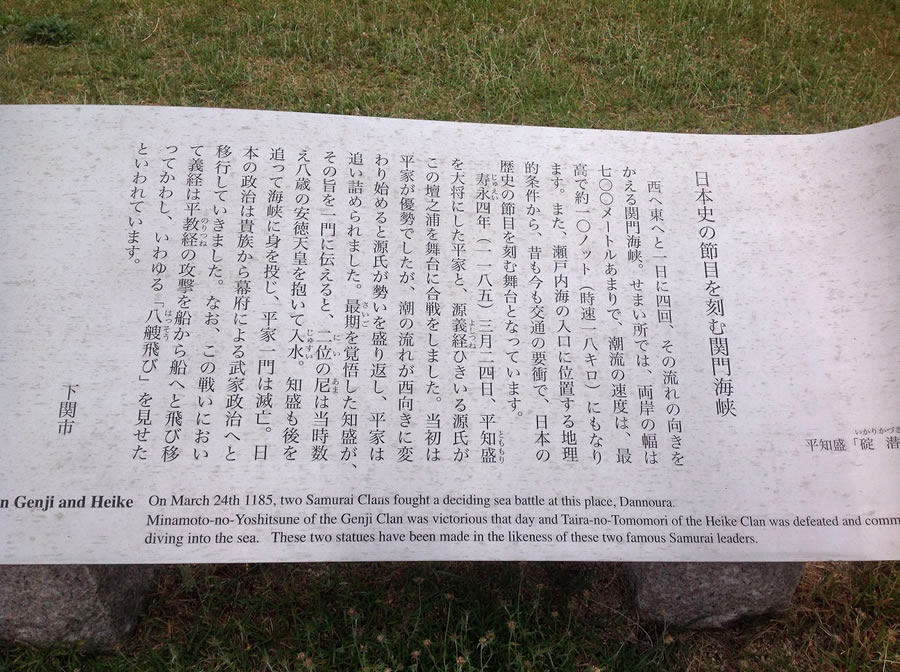 平知盛「碇 潜
日本史の節目を刻む関門海峡
西へ東へと一日に四回、その流れの向きを
かえる関門海峡。せまい所では、両岸の幅は
七〇〇メートルあまりで、潮流の速度は、最
高で約一〇ノット(時速一八キロ)にもなり
ます。また、瀬戸内海の入口に位置する地理
的条件から、昔も今も交通の要衝で、日本の
歴史の節目を刻む舞台となっています。
寿永四年(一一八五)三月二四日、平知盛
を大将にした平家と、源義経ひきいる源氏が
この壇之浦を舞台に合戦をしました。当初は
平家が優勢でしたが、潮の流れが西向きに変
わり始めると源氏が勢いを盛り返し、平家は
追い詰められました。最期を覚悟した知盛が、
その旨を一門に伝えると、二位の尼は当時数
え八歳の安徳天皇を抱いて入水。知盛も後を
追って海峡に身を投じ、平家一門は滅亡。日
本の政治は貴族から幕府による武家政治へと
移行していきました。なお、この戦いにおい
て義経は平教経の攻撃を船から船へと飛び移
ってかわし、いわゆる「八艘飛び」を見せた
といわれています。
下関市
n Genji and Heike On March 24th 1185, two Samurai Clans fought a deciding sea battle at this place, Dannoura.
Minamoto-no-Yoshitsune of the Genji Clan was victorious that day and Taira-no-Tomomori of the Heike Clan was defeated and comm
diving into the sea. These two statues have been made in the likeness of these two famous Samurai leaders.